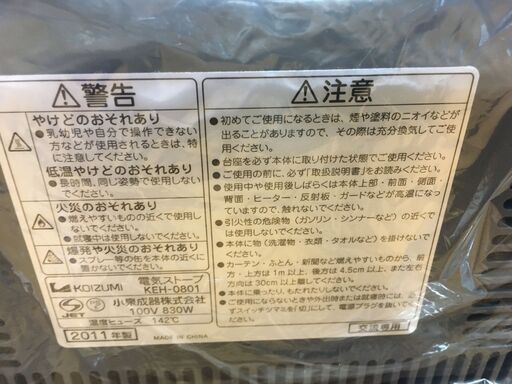 警告
やけどのおそれあり
●乳幼児や自分で操作できない
方などが使用されるときは、特
に注意してください。
低温やけどのおそれあり
●長時間、同じ姿勢で使用しな
いでください。
火災のおそれあり
●燃えやすいものの近くで使用
しないでください。
●就寝中は使用しないでください。
爆発や火災のおそれあり
●スプレー等の缶を本体の近くに
置かないでください。
KOIZUMI 電気ストーブ
KEH-0801
JET 小泉成器株式会社
100V 830W
温度ヒューズ 142℃
2011年製 MADE IN CHINA
注意
●初めてご使用になるときは、煙や塗料のニオイなどが
出ることがありますので、その際は充分換気してご使
用ください。
●台座を必ず本体に取り付けた状態でご使用ください。
●ご使用の前に、必ず「取扱説明書」をお読みください。
●使用中や使用後しばらくは本体上部・前面・側面・
背面・ヒーター・反射板・ガードなどが高温になって
いますので、触れないでください。
●引火性の危険物(ガソリン・シンナーなど)の近くで
使用しないでください。
●本体に物(洗濯物・衣類・タオルなど)を掛けないで
ください。
●カーテン・ふとん・新聞など燃えやすいものから、前
方・上方は1m以上、後方は4.5cm以上、また左右
方向は30cm以上離してください。
●本体に乗ったり、もたれたりしないでください。
ずスイッチツマミを「切」にして、電源プラグを抜いて
ください。
交流専用